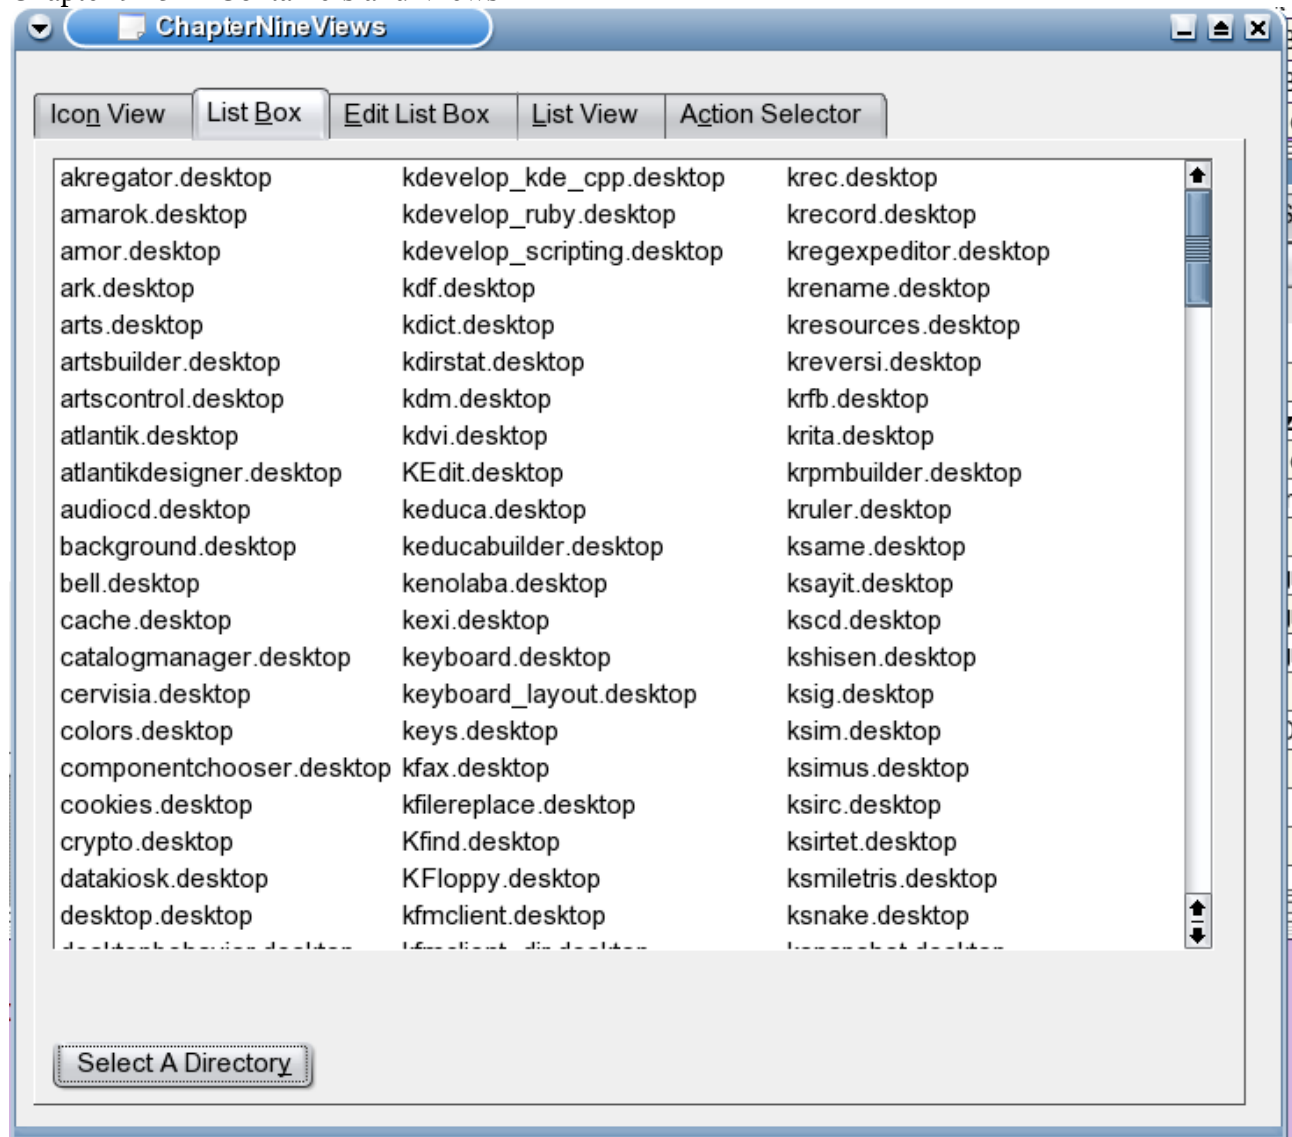 ChapterNineViews
Icon View List Box Edit List Box List View Action Selector
akregator.desktop kdevelop_kde_cpp.desktop krec.desktop
amarok.desktop kdevelop_ruby.desktop krecord.desktop
amor.desktop kdevelop_scripting.desktop kregexpeditor.desktop
ark.desktop kdf.desktop krename.desktop
arts.desktop kdict.desktop kresources.desktop
artsbuilder.desktop kdirstat.desktop kreversi.desktop
artscontrol.desktop kdm.desktop krfb.desktop
atlantik.desktop kdvi.desktop krita.desktop
atlantikdesigner.desktop KEdit.desktop krpmbuilder.desktop
audiocd.desktop keduca.desktop kruler.desktop
background.desktop keducabuilder.desktop ksame.desktop
bell.desktop kenolaba.desktop ksayit.desktop
cache.desktop kexi.desktop kscd.desktop
catalogmanager.desktop keyboard.desktop kshisen.desktop
cervisia.desktop keyboard_layout.desktop ksig.desktop
colors.desktop keys.desktop ksim.desktop
componentchooser.desktop kfax.desktop ksimus.desktop
cookies.desktop kfilereplace.desktop ksirc.desktop
crypto.desktop Kfind.desktop ksirtet.desktop
datakiosk.desktop KFloppy.desktop ksmiletris.desktop
desktop.desktop kfmclient.desktop ksnake.desktop
Select A Directory